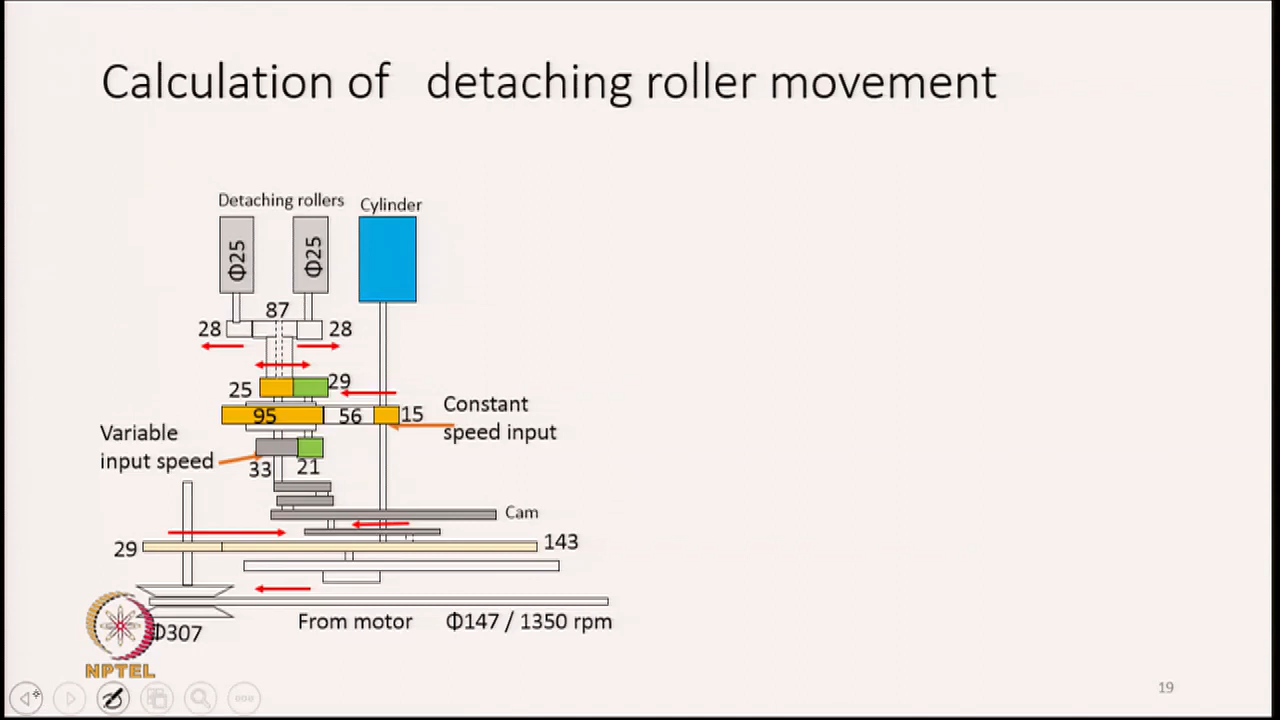 Calculation of detaching roller movement
Detaching rollers
Cylinder
Φ25
Φ25
87
28
28
25
29
95
56
15
Constant
speed input
Variable
input speed
33
21
Cam
29
143
From motor
Φ147 / 1350 rpm
Φ307
NPTEL
19